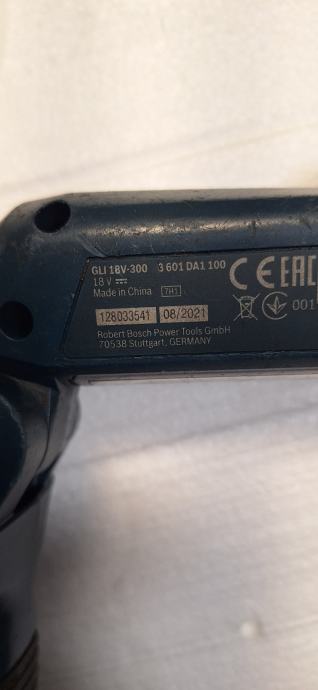 GLI 18V-300 3 601 DA1 100
18 V ⎓
Made in China 7H1
CE EAC
001
128033541 08/2021
Robert Bosch Power Tools GmbH
70538 Stuttgart, GERMANY